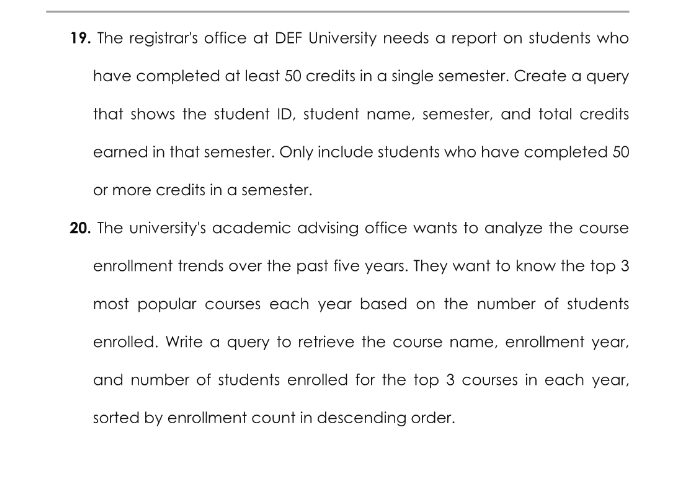 19. The registrar's office at DEF University needs a report on students who
have completed at least 50 credits in a single semester. Create a query
that shows the student ID, student name, semester, and total credits
earned in that semester. Only include students who have completed 50
or more credits in a semester.
20. The university's academic advising office wants to analyze the course
enrollment trends over the past five years. They want to know the top 3
most popular courses each year based on the number of students
enrolled. Write a query to retrieve the course name, enrollment year,
and number of students enrolled for the top 3 courses in each year,
sorted by enrollment count in descending order.